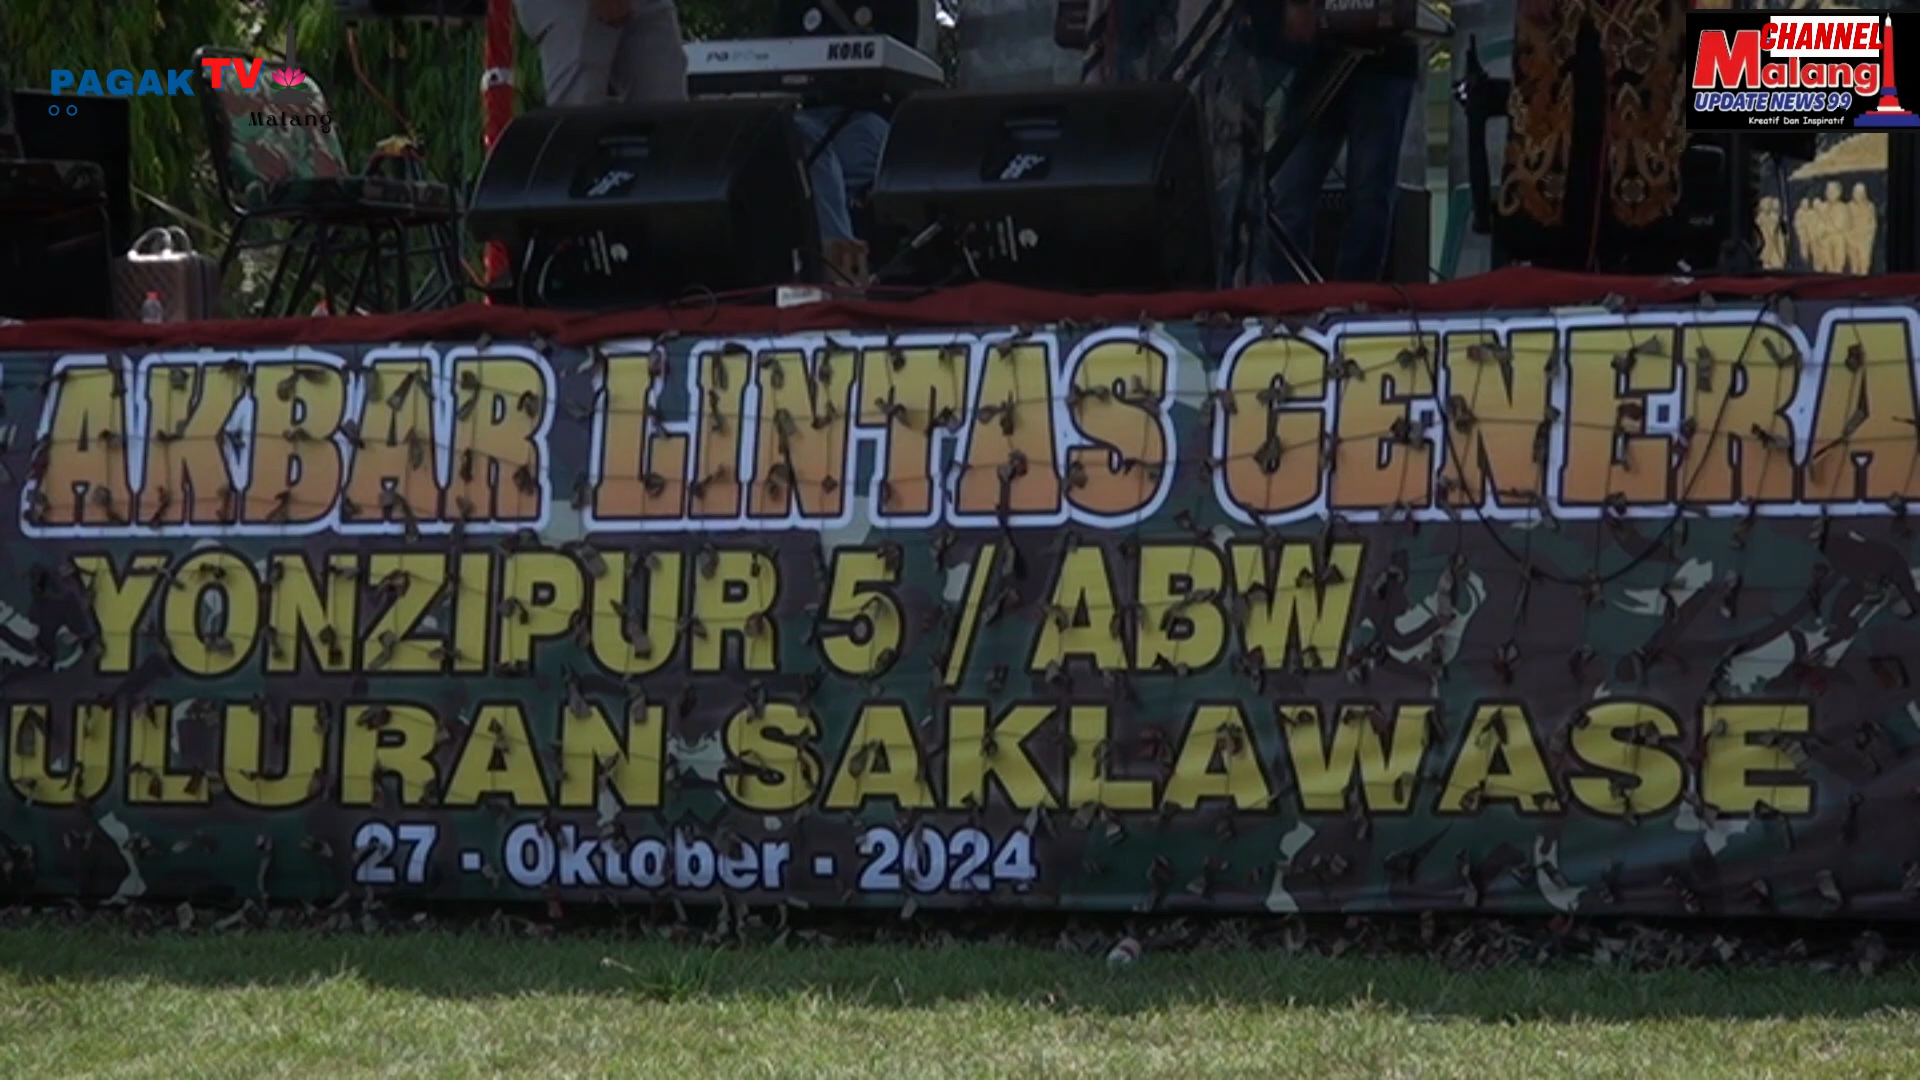 PAGAK TV
Malang
KORG
KORG
CHANNEL
Malang
UPDATE NEWS 99
Kreatif Dan Inspiratif
AKBAR LINTAS GENERA
YONZIPUR 5 / ABW
ULURAN SAKLAWASE
27 - Oktober - 2024